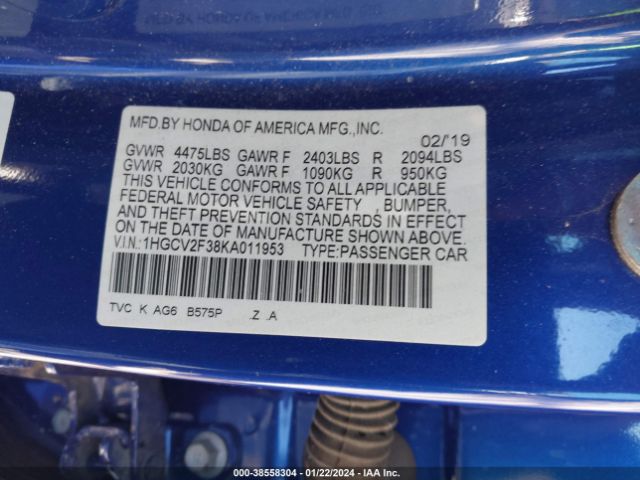 MFD.BY HONDA OF AMERICA MFG.,INC.
02/'19
GVWR 4475LBS GAWR F 2403LBS R 2094LBS
GVWR 2030KG GAWR F 1090KG R 950KG
THIS VEHICLE CONFORMS TO ALL APPLICABLE
FEDERAL MOTOR VEHICLE SAFETY , BUMPER,
AND THEFT PREVENTION STANDARDS IN EFFECT
ON THE DATE OF MANUFACTURE SHOWN ABOVE.
V.I.N.:1HGCV2F38KA011953 TYPE:PASSENGER CAR
TVC K AG6 B575P .Z .A
000-38558304 | 01/22/2024 - IAA Inc.